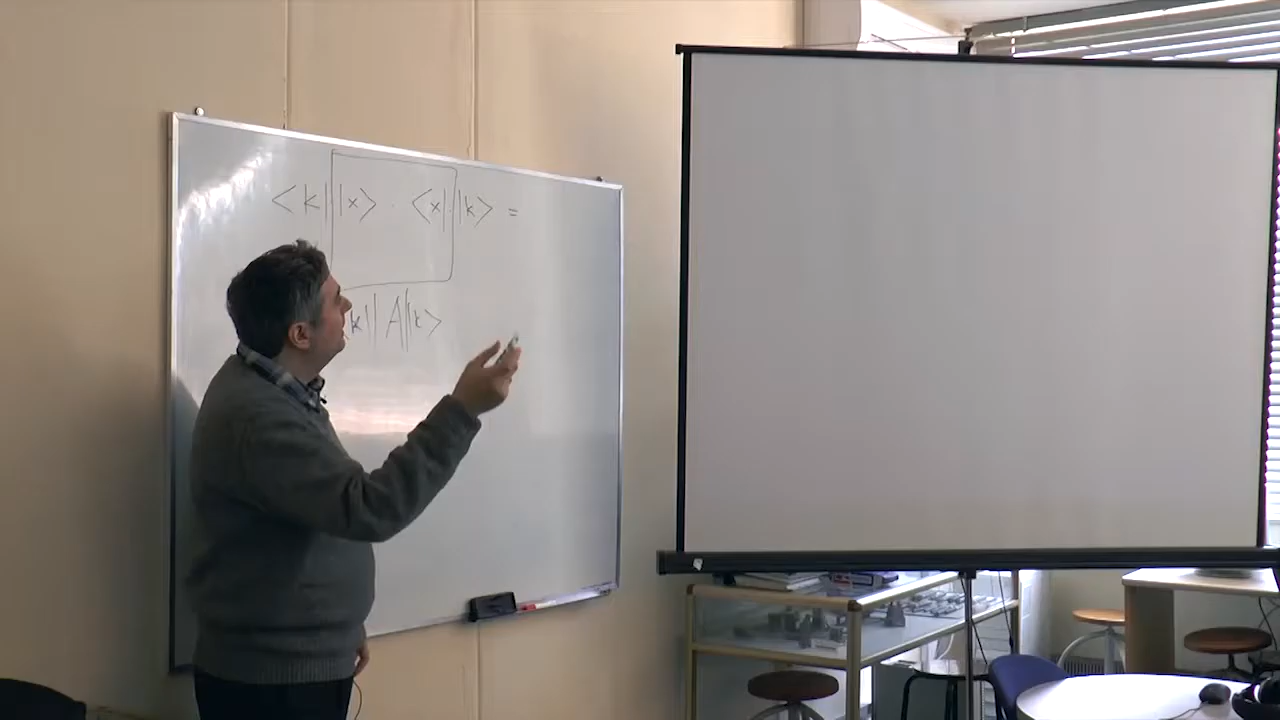 <k| |x> · <x| |k> =
k| | A| |k>